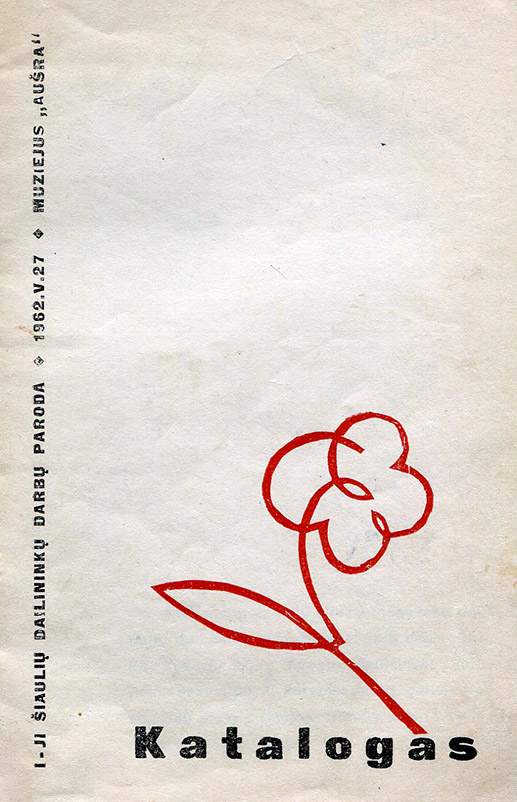 I-JI ŠIAULIŲ DAILININKŲ DARBŲ PARODA 1962.V.27 MUZIEJUS „AUŠRA“
Katalogas